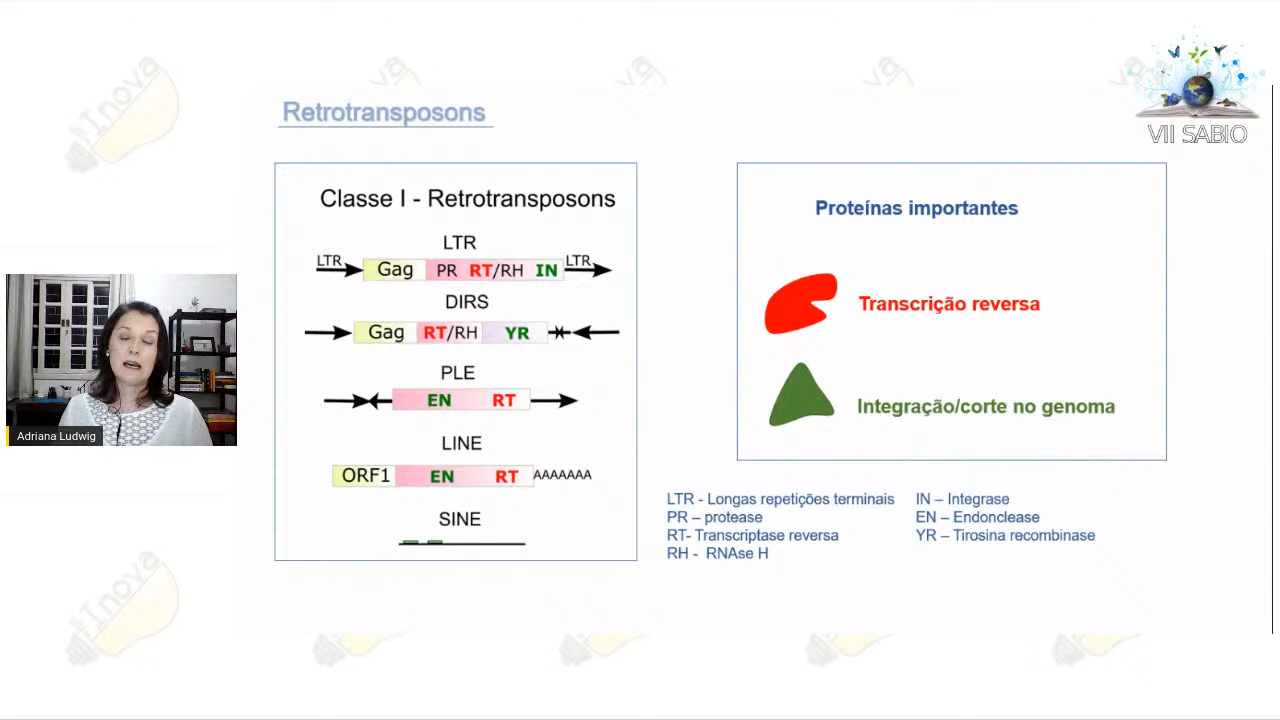 Inova
VII SABIO
Retrotransposons
Classe I - Retrotransposons
LTR
LTR Gag PR RT/RH IN LTR
DIRS
Gag RT/RH YR
PLE
EN RT
LINE
ORF1 EN RT AAAAAAA
SINE
Proteínas importantes
Transcrição reversa
Integração/corte no genoma
LTR - Longas repetições terminais
PR – protease
RT- Transcriptase reversa
RH - RNAse H
IN – Integrase
EN – Endonclease
YR – Tirosina recombinase
Adriana Ludwig
Inova